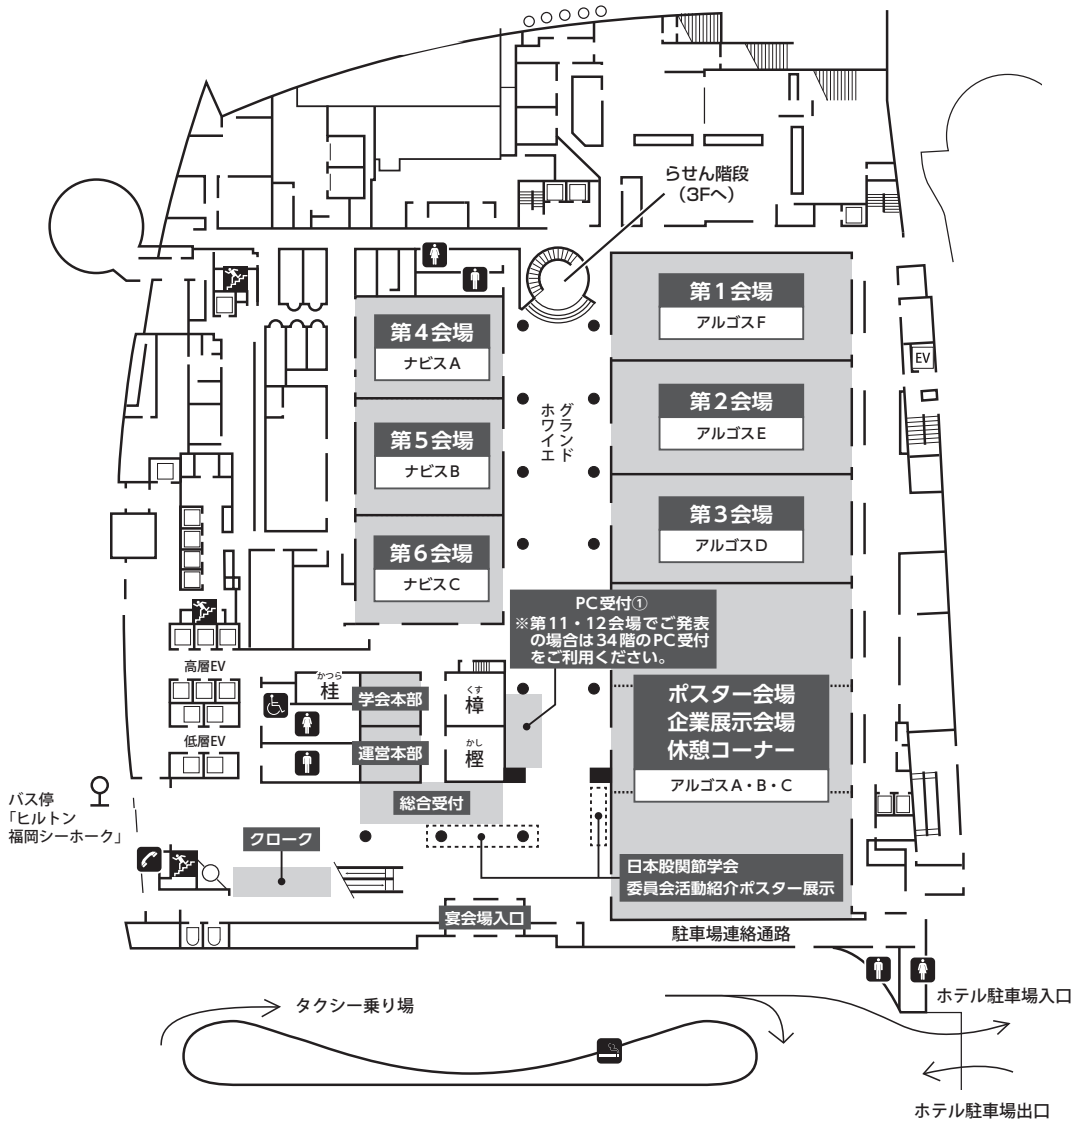 らせん階段
（3Fへ）
第1会場
アルゴスF
第4会場
ナビスA
EV
第2会場
アルゴスE
グランド
ホワイエ
第5会場
ナビスB
第3会場
アルゴスD
第6会場
ナビスC
PC受付①
※第11・12会場でご発表
の場合は34階のPC受付
をご利用ください。
高層EV
かつら
桂
学会本部
くす
樟
ポスター会場
企業展示会場
休憩コーナー
アルゴスA・B・C
低層EV
運営本部
かし
樫
総合受付
バス停
「ヒルトン
福岡シーホーク」
クローク
日本股関節学会
委員会活動紹介ポスター展示
宴会場入口
駐車場連絡通路
タクシー乗り場
ホテル駐車場入口
ホテル駐車場出口